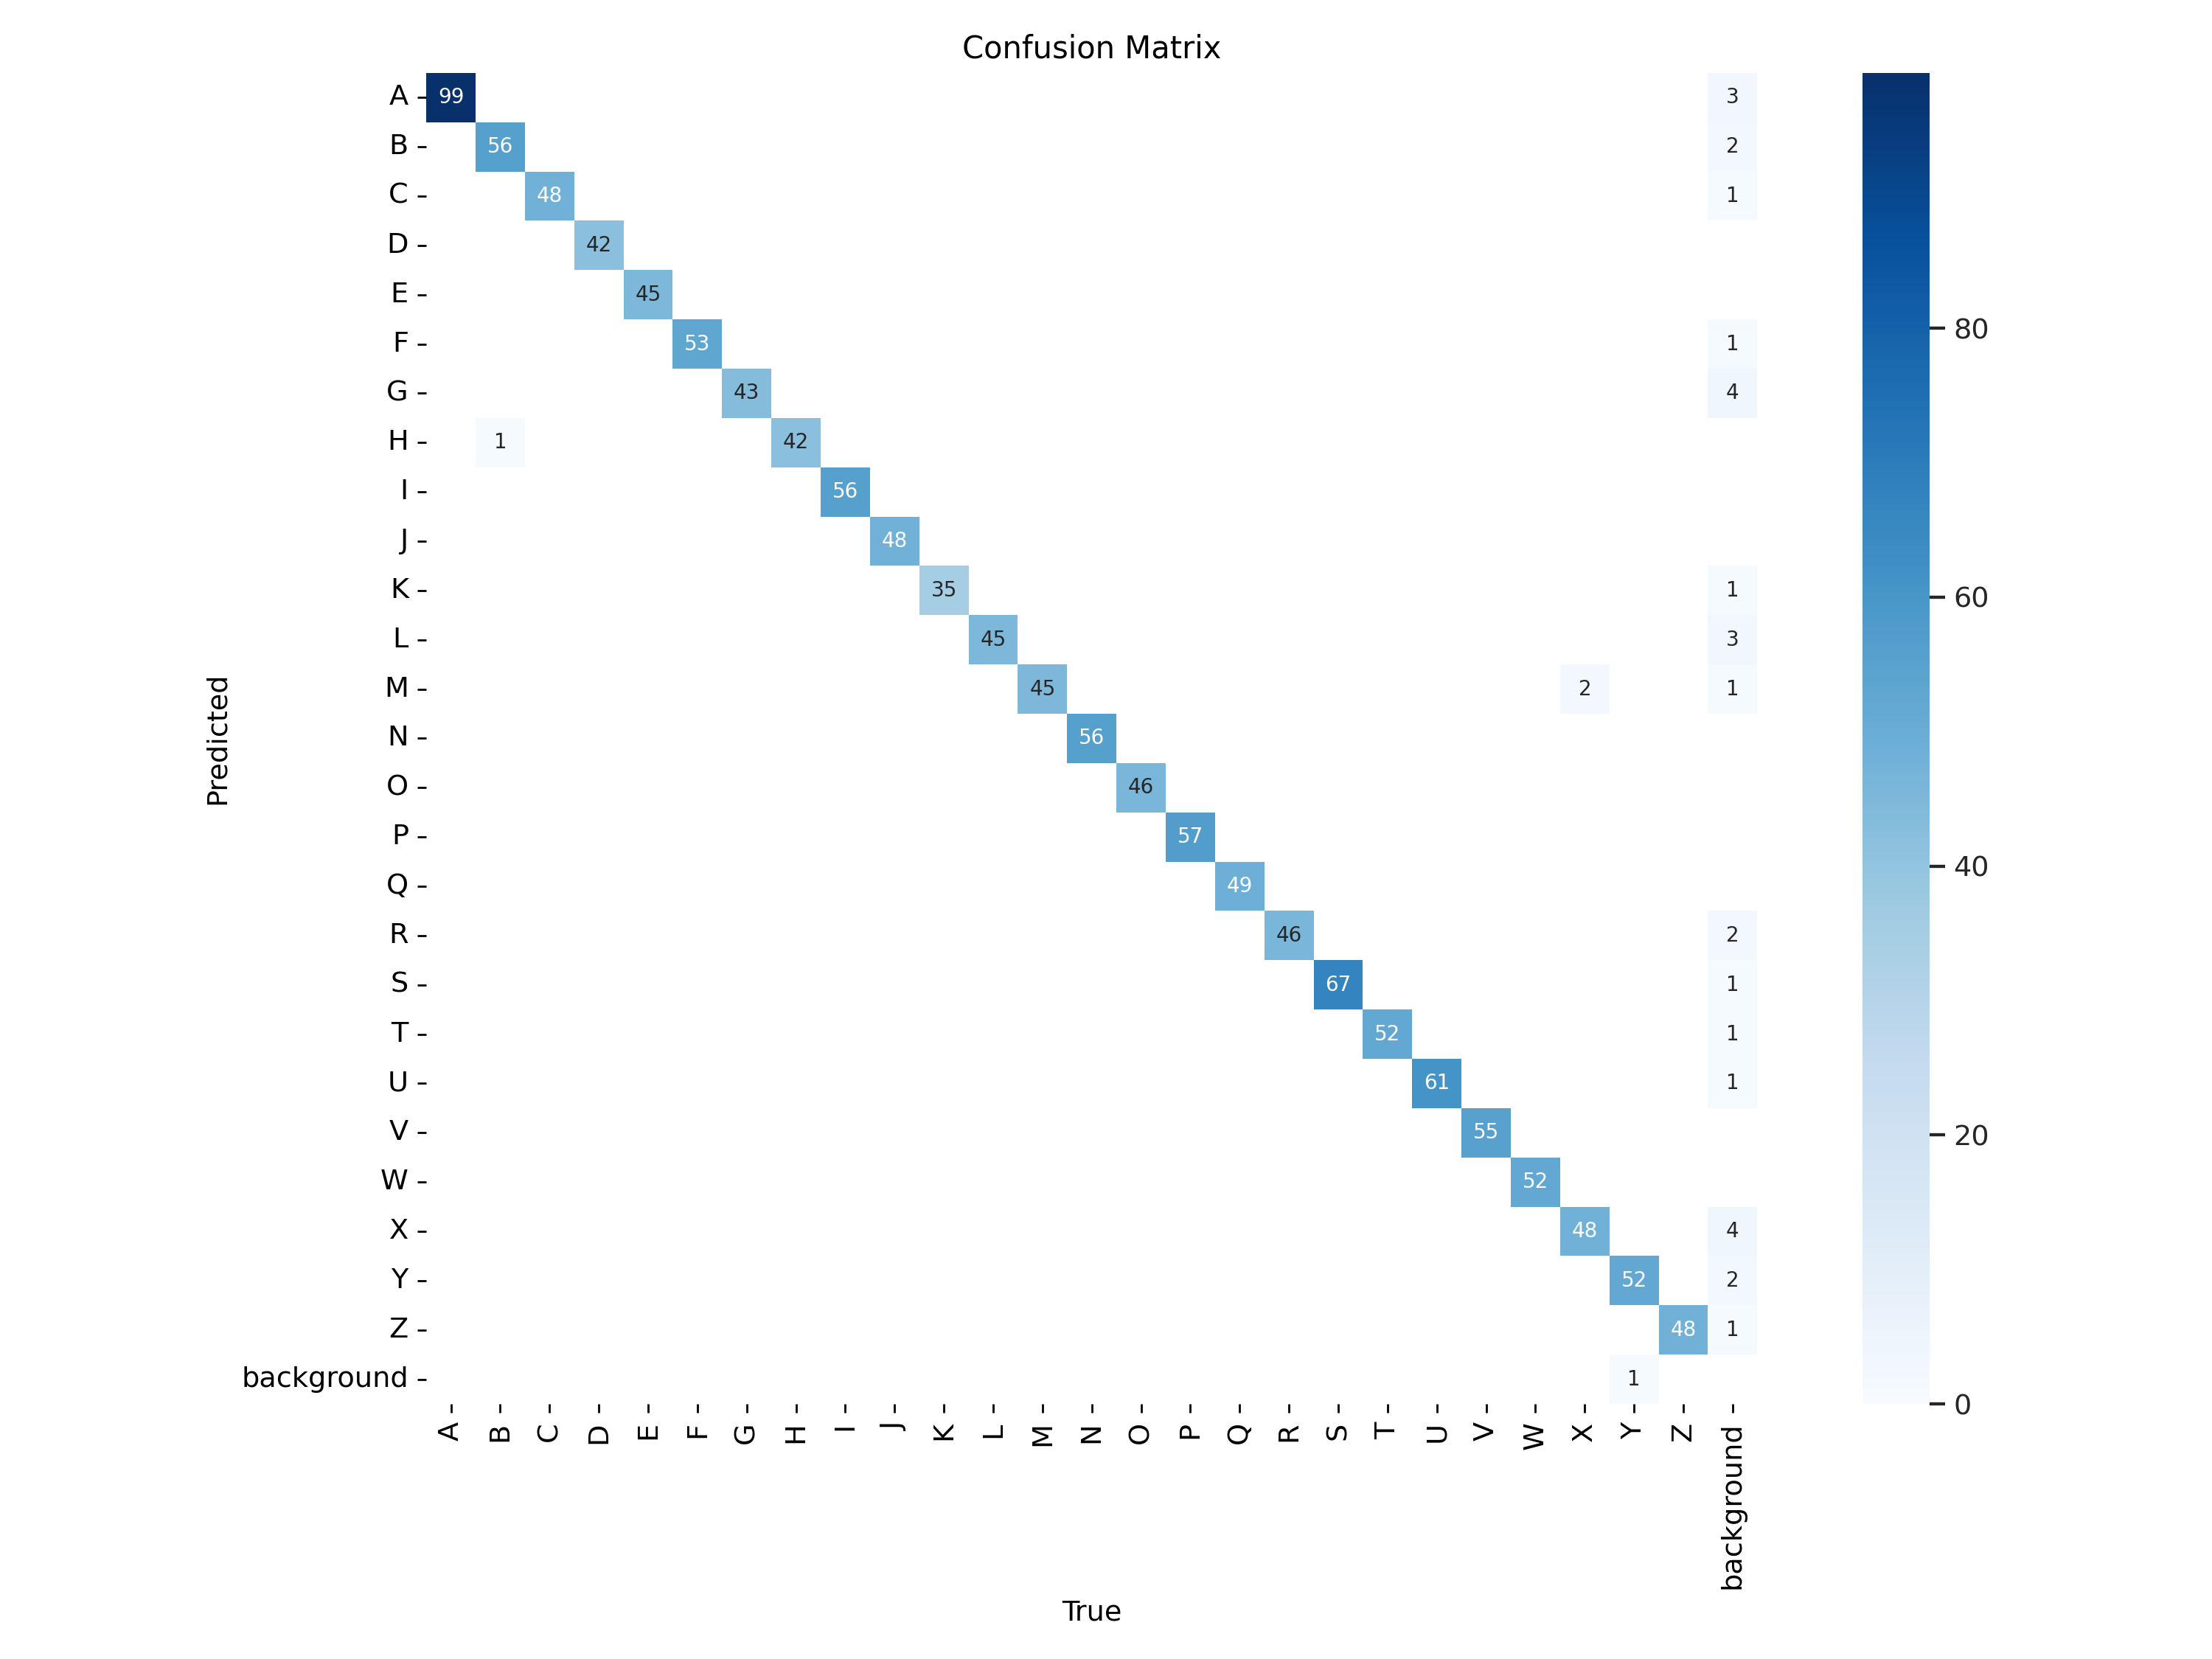 Confusion Matrix
A 99 3
B 56 2
C 48 1
D 42
E 45
F 53 1
G 43 4
H 1 42
I 56
J 48
K 35 1
L 45 3
M 45 2 1
N 56
O 46
P 57
Q 49
R 46 2
S 67 1
T 52 1
U 61 1
V 55
W 52
X 48 4
Y 52 2
Z 48 1
background 1
A B C D E F G H I J K L M N O P Q R S T U V W X Y Z background
Predicted
True
80
60
40
20
0